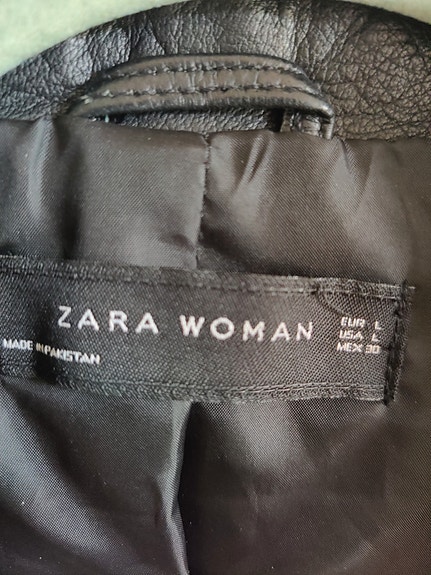 ZARA WOMAN
EUR L
USA L
MEX 30
MADE IN PAKISTAN